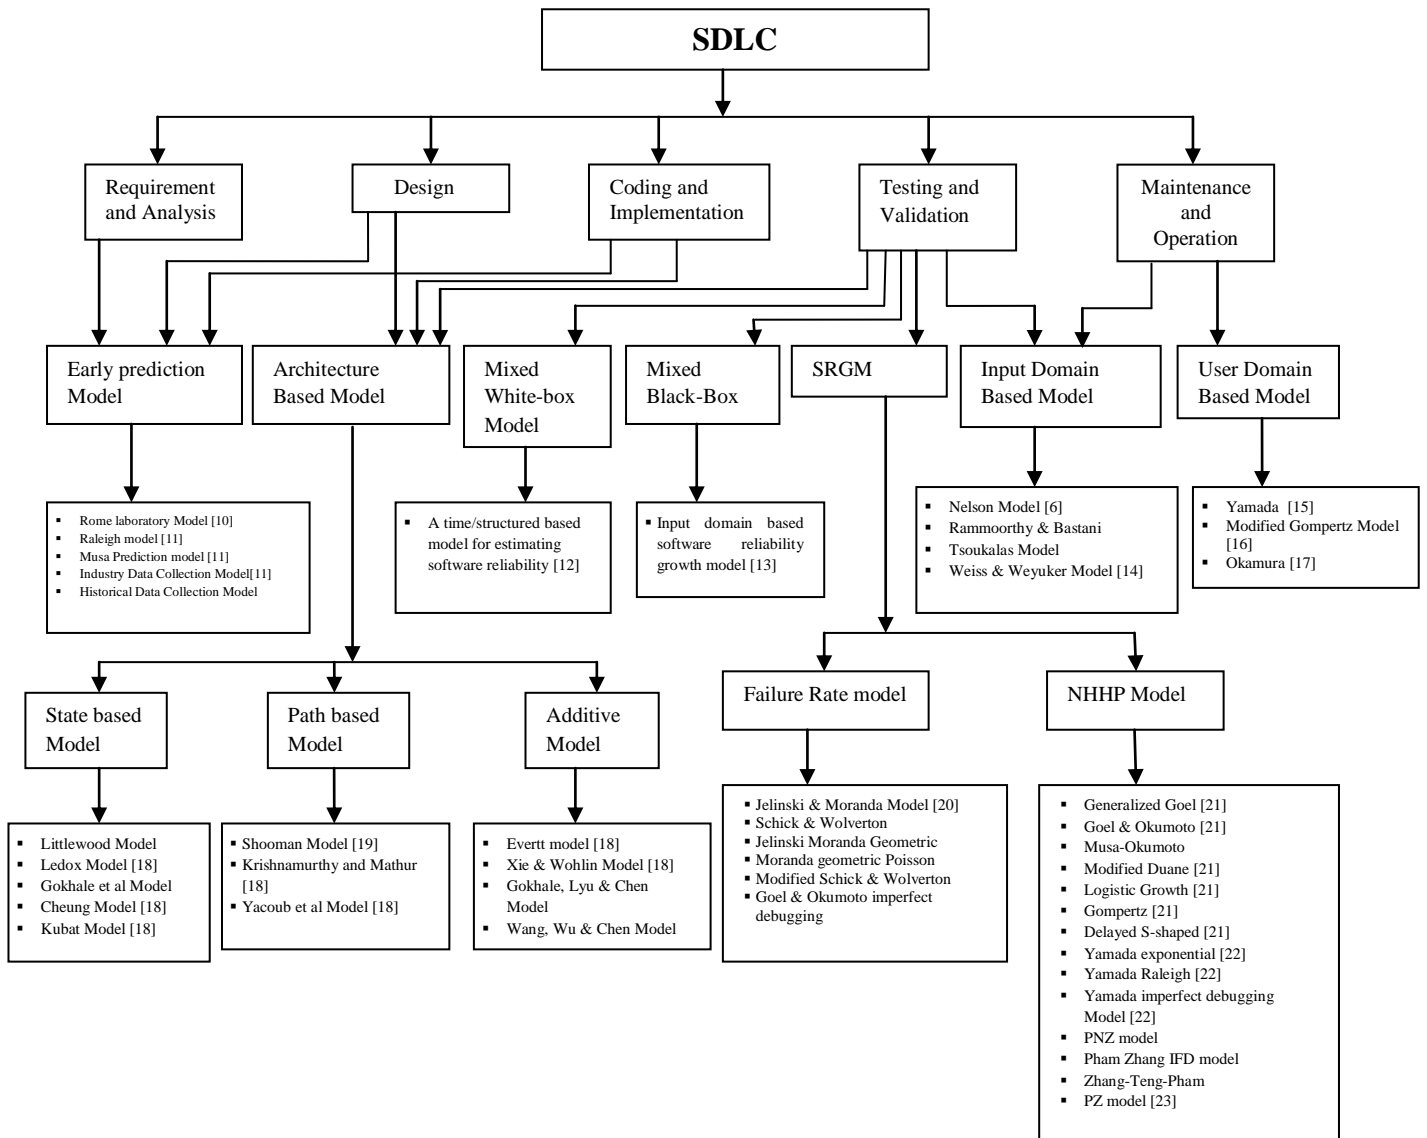 SDLC
Requirement
and Analysis
Design
Coding and
Implementation
Testing and
Validation
Maintenance
and
Operation
Early prediction
Model
Architecture
Based Model
Mixed
White-box
Model
Mixed
Black-Box
SRGM
Input Domain
Based Model
User Domain
Based Model
▪ Rome laboratory Model [10]
▪ Raleigh model [11]
▪ Musa Prediction model [11]
▪ Industry Data Collection Model[11]
▪ Historical Data Collection Model
▪ A time/structured based
model for estimating
software reliability [12]
▪ Input domain based
software reliability
growth model [13]
▪ Nelson Model [6]
▪ Rammoorthy & Bastani
▪ Tsoukalas Model
▪ Weiss & Weyuker Model [14]
▪ Yamada [15]
▪ Modified Gompertz Model
[16]
▪ Okamura [17]
State based
Model
Path based
Model
Additive
Model
Failure Rate model
NHHP Model
▪ Littlewood Model
▪ Ledox Model [18]
▪ Gokhale et al Model
▪ Cheung Model [18]
▪ Kubat Model [18]
▪ Shooman Model [19]
▪ Krishnamurthy and Mathur
[18]
▪ Yacoub et al Model [18]
▪ Evertt model [18]
▪ Xie & Wohlin Model [18]
▪ Gokhale, Lyu & Chen
Model
▪ Wang, Wu & Chen Model
▪ Jelinski & Moranda Model [20]
▪ Schick & Wolverton
▪ Jelinski Moranda Geometric
▪ Moranda geometric Poisson
▪ Modified Schick & Wolverton
▪ Goel & Okumoto imperfect
debugging
▪ Generalized Goel [21]
▪ Goel & Okumoto [21]
▪ Musa-Okumoto
▪ Modified Duane [21]
▪ Logistic Growth [21]
▪ Gompertz [21]
▪ Delayed S-shaped [21]
▪ Yamada exponential [22]
▪ Yamada Raleigh [22]
▪ Yamada imperfect debugging
Model [22]
▪ PNZ model
▪ Pham Zhang IFD model
▪ Zhang-Teng-Pham
▪ PZ model [23]